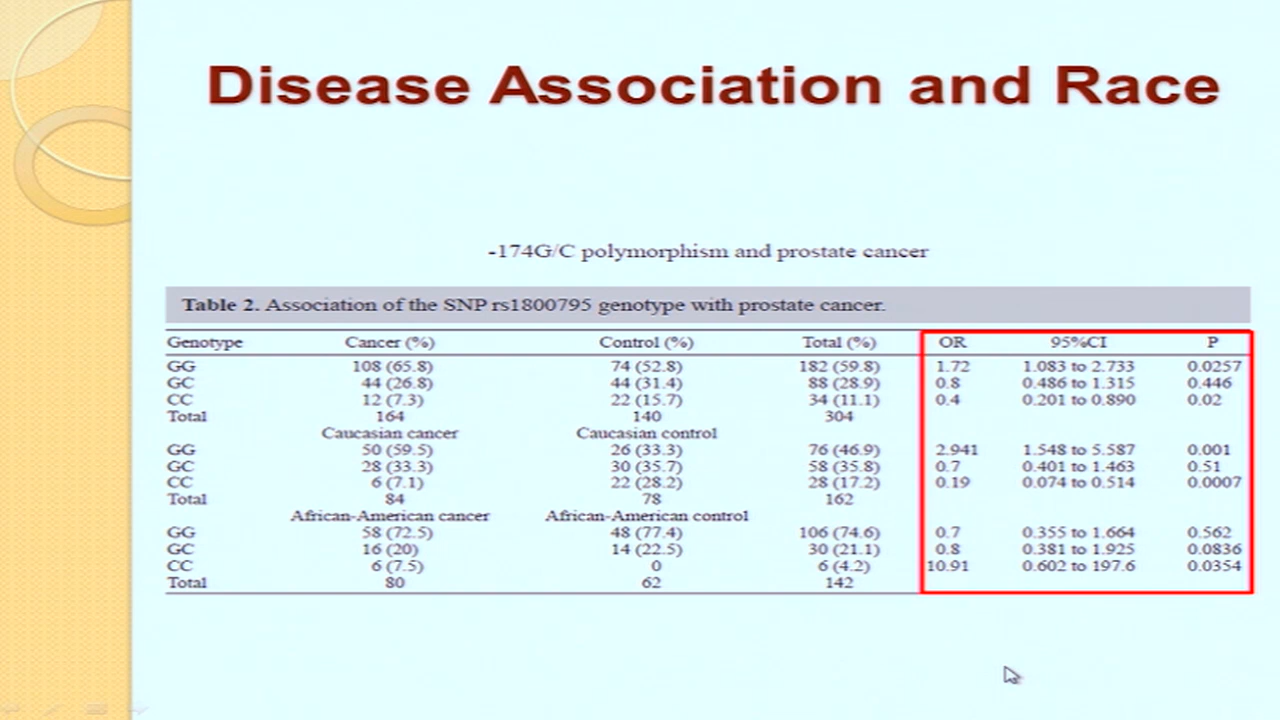 Disease Association and Race
-174G/C polymorphism and prostate cancer
Table 2. Association of the SNP rs1800795 genotype with prostate cancer.
Genotype Cancer (%) Control (%) Total (%) OR 95%CI P
GG 108 (65.8) 74 (52.8) 182 (59.8) 1.72 1.083 to 2.733 0.0257
GC 44 (26.8) 44 (31.4) 88 (28.9) 0.8 0.486 to 1.315 0.446
CC 12 (7.3) 22 (15.7) 34 (11.1) 0.4 0.201 to 0.890 0.02
Total 164 140 304
Caucasian cancer Caucasian control
GG 50 (59.5) 26 (33.3) 76 (46.9) 2.941 1.548 to 5.587 0.001
GC 28 (33.3) 30 (35.7) 58 (35.8) 0.7 0.401 to 1.463 0.51
CC 6 (7.1) 22 (28.2) 28 (17.2) 0.19 0.074 to 0.514 0.0007
Total 84 78 162
African-American cancer African-American control
GG 58 (72.5) 48 (77.4) 106 (74.6) 0.7 0.355 to 1.664 0.562
GC 16 (20) 14 (22.5) 30 (21.1) 0.8 0.381 to 1.925 0.0836
CC 6 (7.5) 0 6 (4.2) 10.91 0.602 to 197.6 0.0354
Total 80 62 142